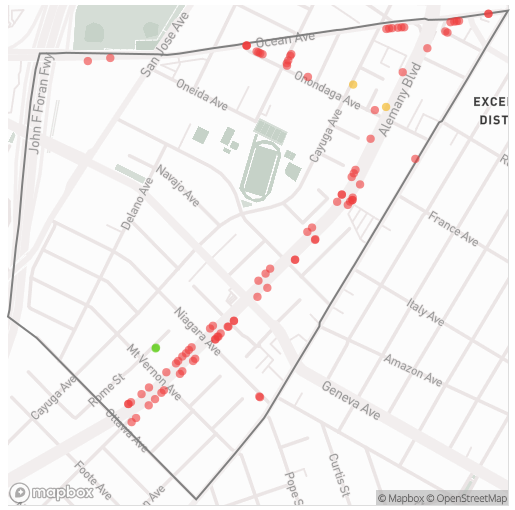 San Jose Ave
Ocean Ave
John F Foran Fwy
Oneida Ave
Onondaga Ave
Alemany Blvd
EXCE
DIST
Cayuga Ave
Navajo Ave
Delano Ave
France Ave
Italy Ave
Niagara Ave
Mt Vernon Ave
Amazon Ave
Rome St
Cayuga Ave
Geneva Ave
Ottawa Ave
Foote Ave
Curtis St
Pope S
n Ave
mapbox
© Mapbox © OpenStreetMap